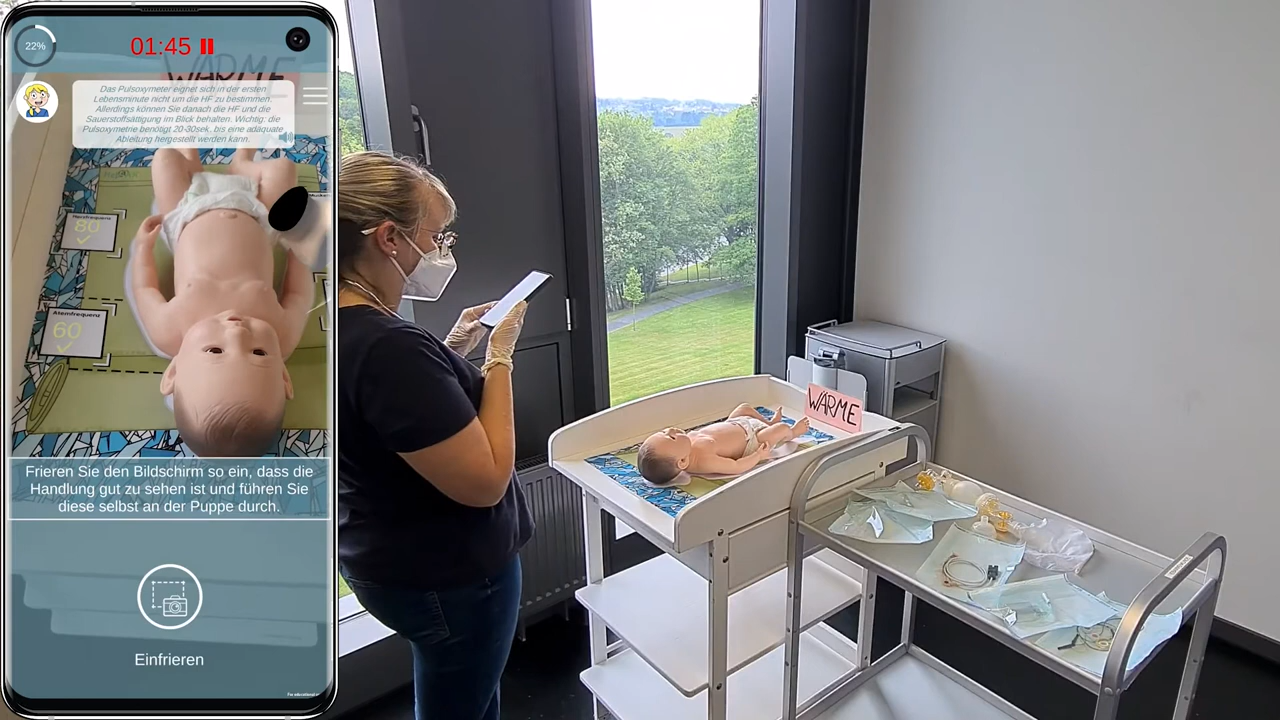 22%
01:45
WÄRME
Das Pulsoxymeter eignet sich in der ersten
Lebensminute nicht um die HF zu bestimmen.
Allerdings können Sie danach die HF und die
Sauerstoffsättigung im Blick behalten. Wichtig: die
Pulsoxymetrie benötigt 20-30sek. bis eine adäquate
Ableitung hergestellt werden kann.
Herzfrequenz
80
Atemfrequenz
60
Frieren Sie den Bildschirm so ein, dass die
Handlung gut zu sehen ist und führen Sie
diese selbst an der Puppe durch.
Einfrieren
WÄRME